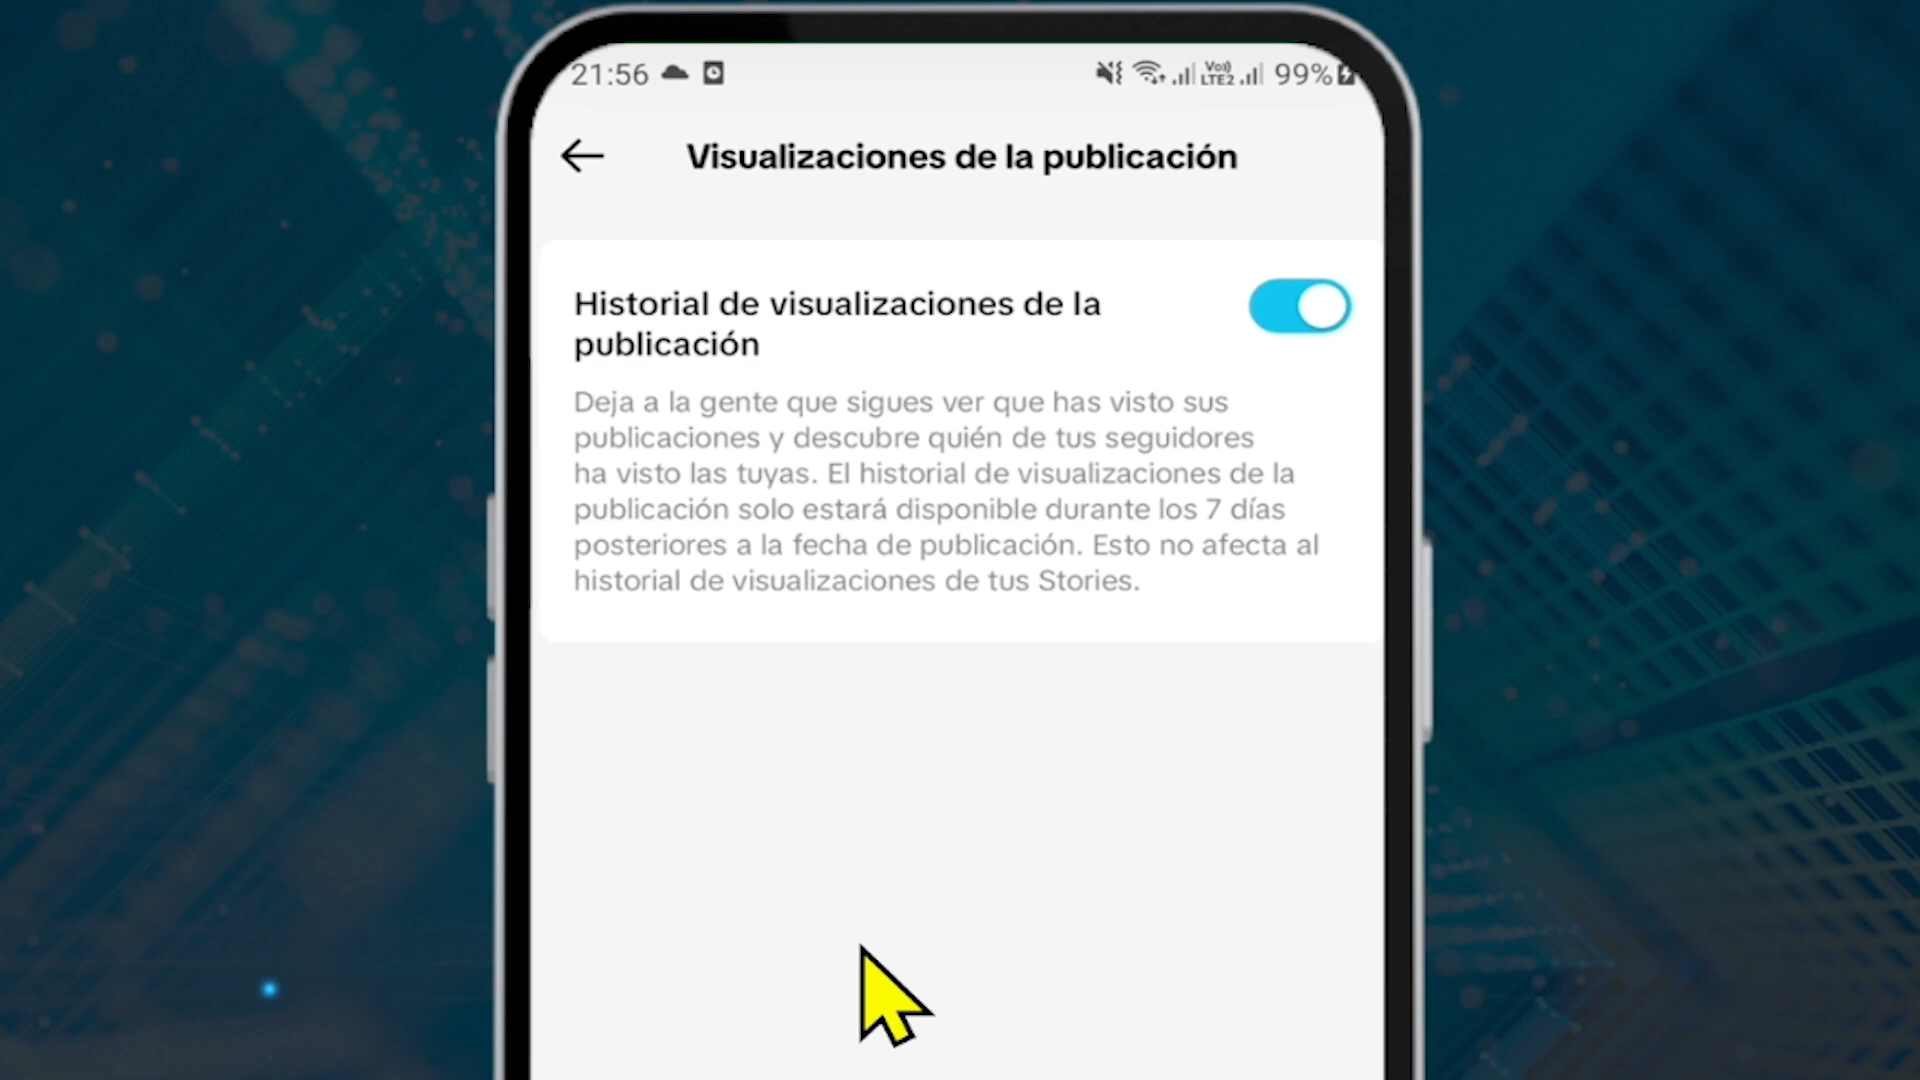 21:56 Vo)) LTE2 99%
Visualizaciones de la publicación
Historial de visualizaciones de la
publicación
Deja a la gente que sigues ver que has visto sus
publicaciones y descubre quién de tus seguidores
ha visto las tuyas. El historial de visualizaciones de la
publicación solo estará disponible durante los 7 días
posteriores a la fecha de publicación. Esto no afecta al
historial de visualizaciones de tus Stories.